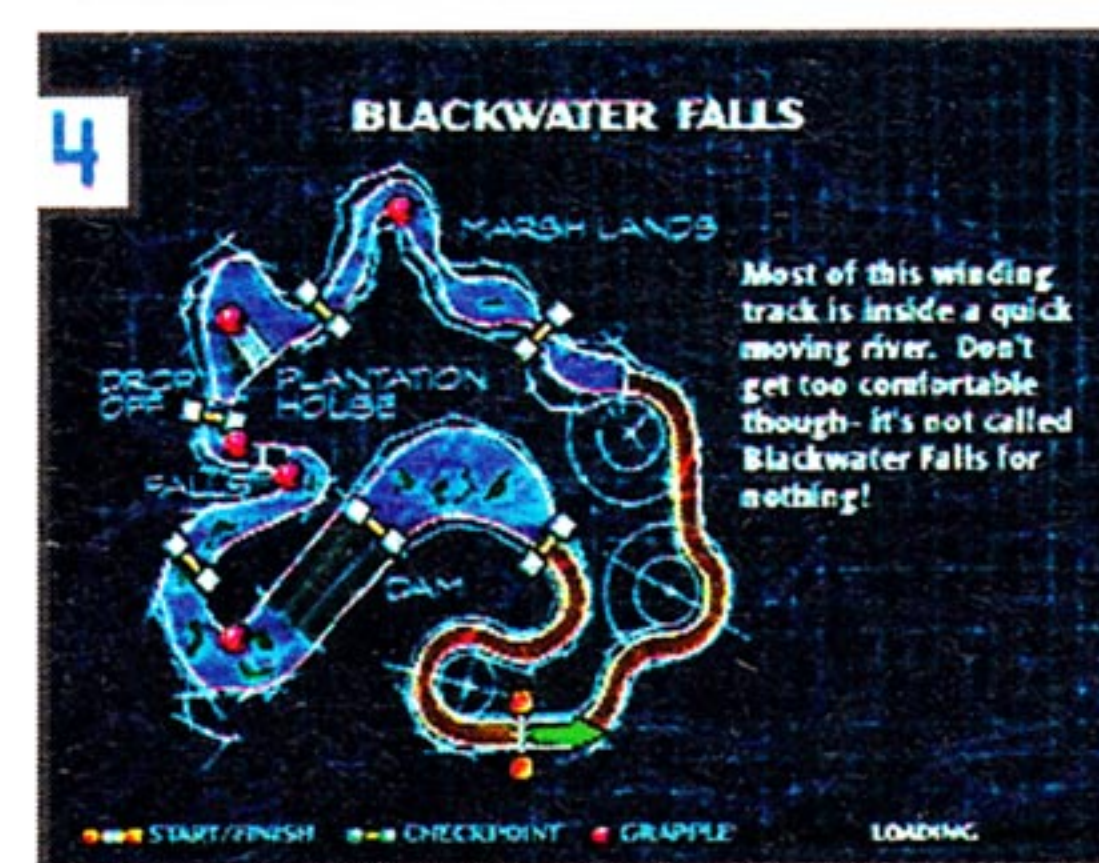 4
BLACKWATER FALLS
MARSH LANDS
Most of this winding
track is inside a quick
moving river. Don't
get too comfortable
though- it's not called
Blackwater Falls for
nothing!
DROP
OFF
PLANTATION
HOUSE
FALLS
DAM
START/FINISH
CHECKPOINT
GRAPPLE
LOADING